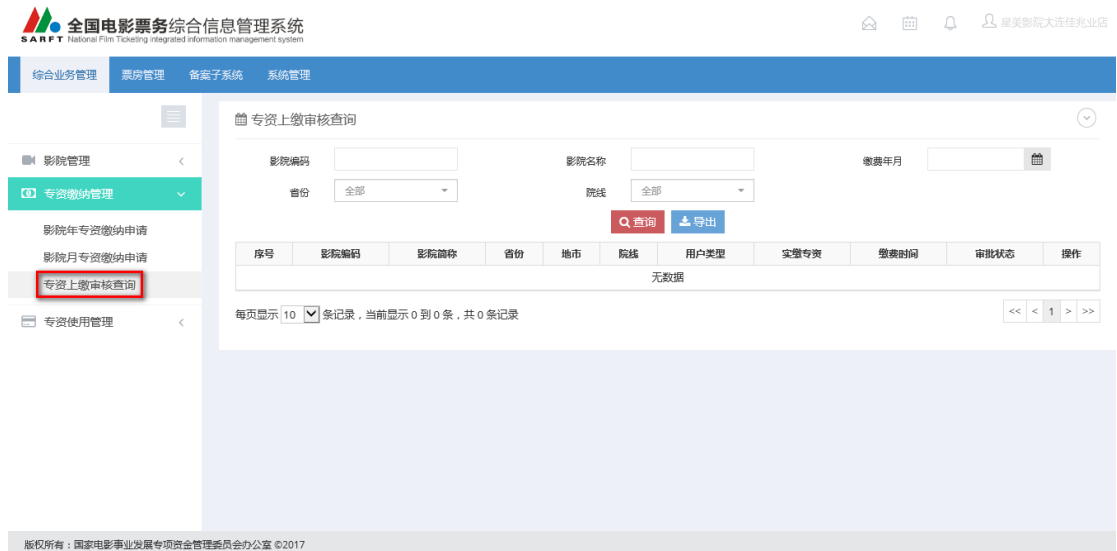 全国电影票务综合信息管理系统
SARFT National Film Ticketing integrated information management system
星美影院大连佳兆业店
综合业务管理 票房管理 备案子系统 系统管理
专资上缴审核查询
影院管理
影院编码 影院名称 缴费年月
专资缴纳管理
省份 全部 院线 全部
影院年专资缴纳申请
查询 导出
影院月专资缴纳申请
序号 影院编码 影院简称 省份 地市 院线 用户类型 实缴专资 缴费时间 审批状态 操作
专资上缴审核查询
无数据
专资使用管理
每页显示 10 条记录，当前显示 0 到 0 条，共 0 条记录
<< < 1 > >>
版权所有：国家电影事业发展专项资金管理委员会办公室 ©2017